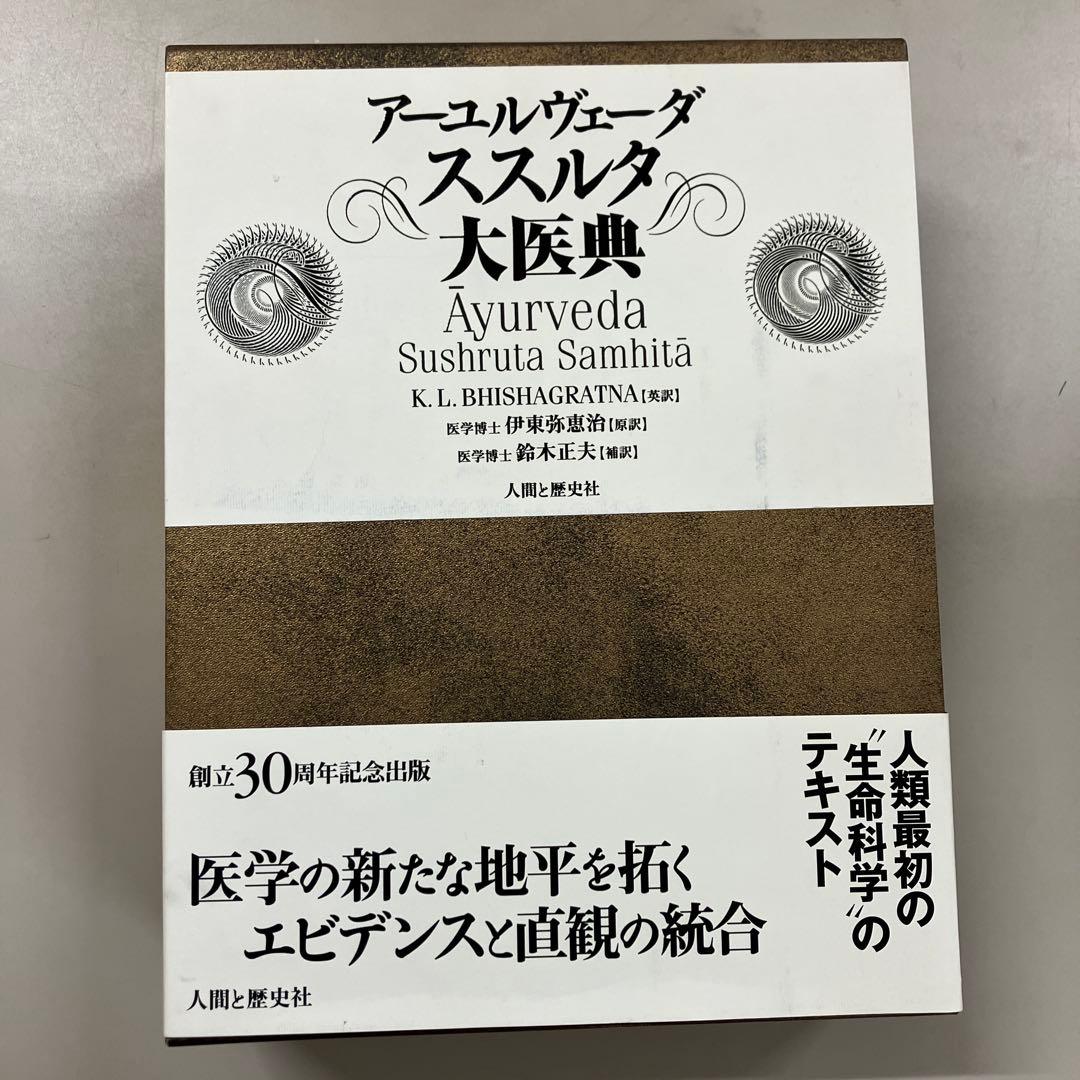 アーユルヴェーダ
ススルタ
大医典
Āyurveda
Sushruta Samhitā
K. L. BHISHAGRATNA【英訳】
医学博士 伊東弥恵治【原訳】
医学博士 鈴木正夫【補訳】
人間と歴史社
人類最初の
〝生命科学〟の
テキスト
創立30周年記念出版
医学の新たな地平を拓く
エビデンスと直観の統合
人間と歴史社